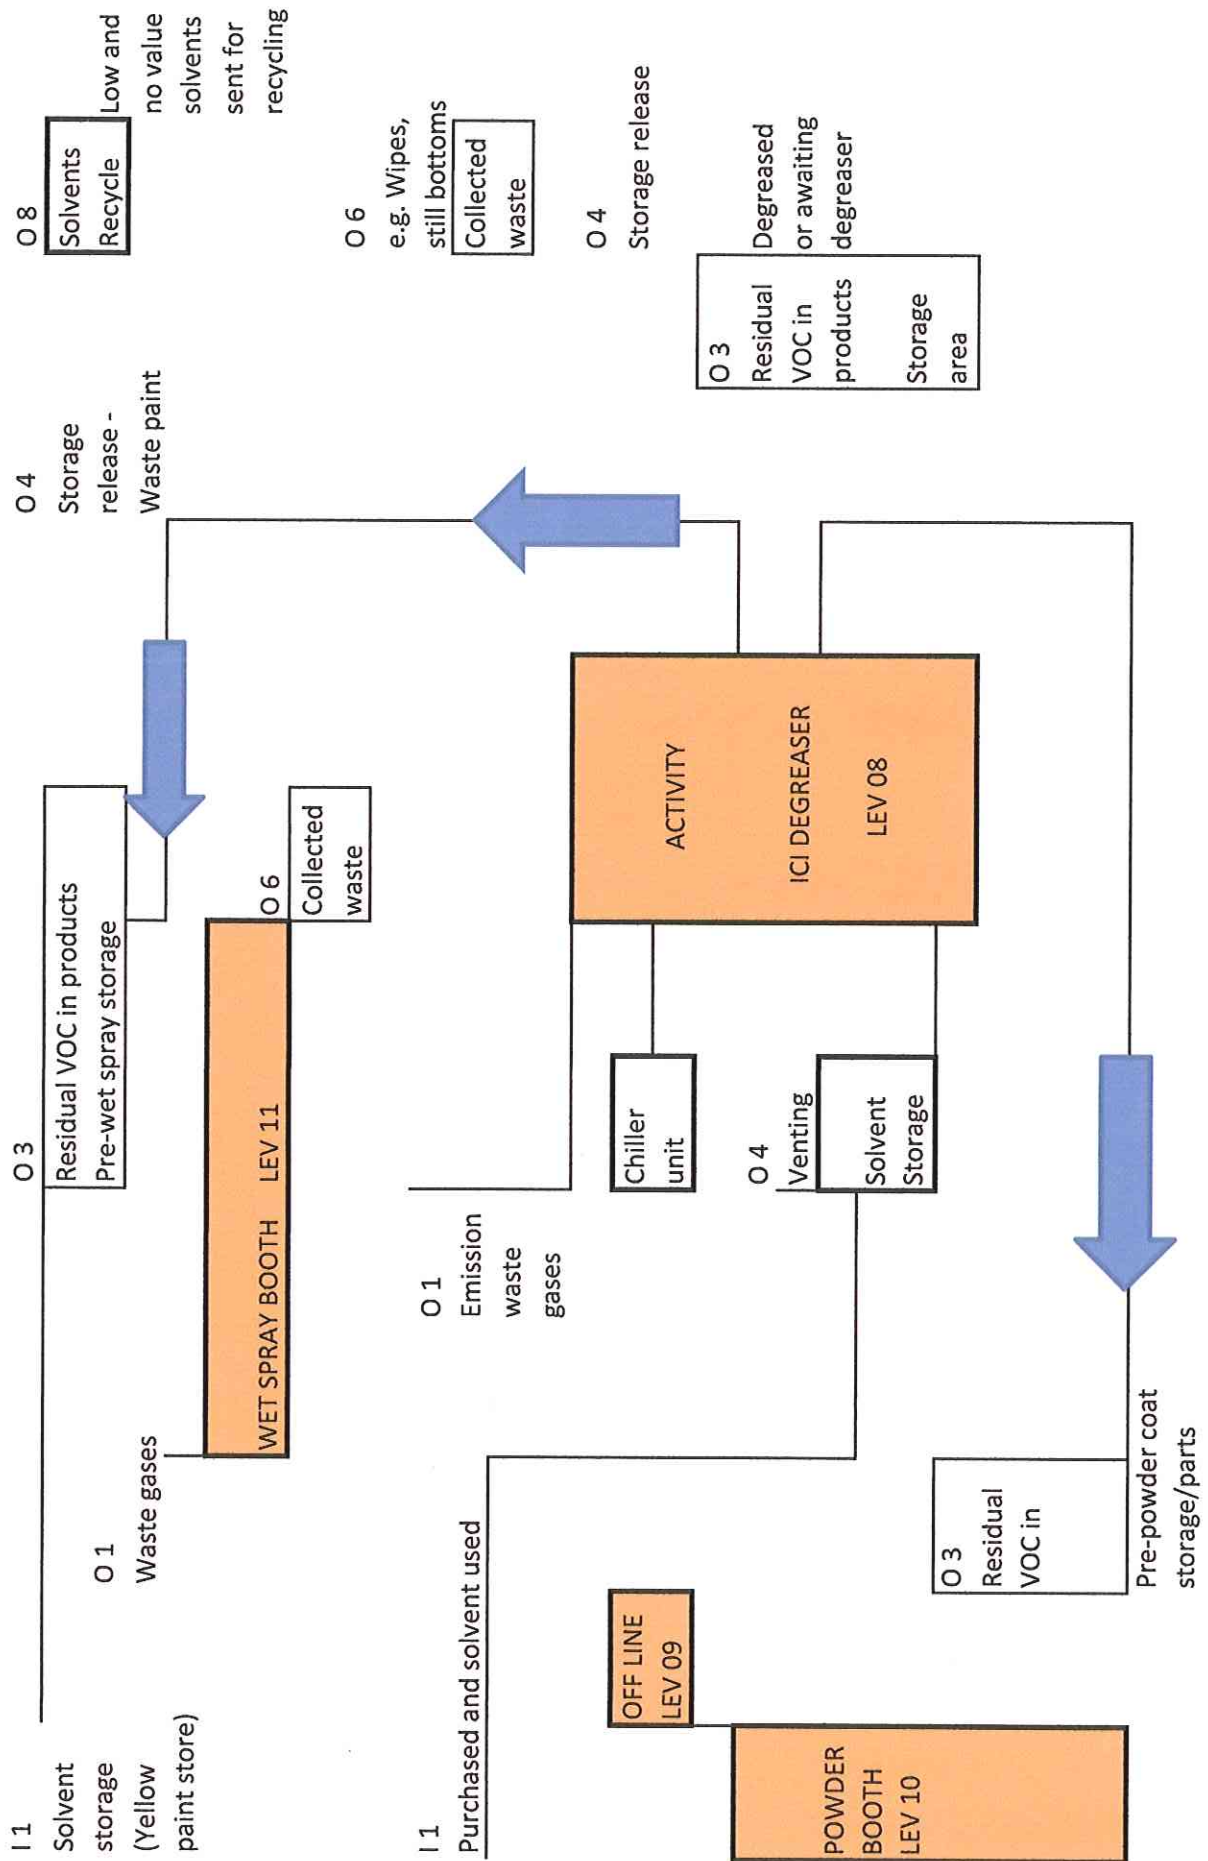 I 1
Solvent
storage
(Yellow
paint store)
O 1
Waste gases
O 3
Residual VOC in products
Pre-wet spray storage
O 4
Storage
release -
Waste paint
O 8
Solvents
Recycle
Low and
no value
solvents
sent for
recycling
WET SPRAY BOOTH LEV 11
O 6
Collected
waste
O 6
e.g. Wipes,
still bottoms
Collected
waste
I 1
Purchased and solvent used
O 1
Emission
waste
gases
Chiller
unit
O 4
Venting
Solvent
Storage
ACTIVITY
ICI DEGREASER
LEV 08
O 4
Storage release
O 3
Residual
VOC in
products
Storage
area
Degreased
or awaiting
degreaser
OFF LINE
LEV 09
POWDER
BOOTH
LEV 10
O 3
Residual
VOC in
Pre-powder coat
storage/parts